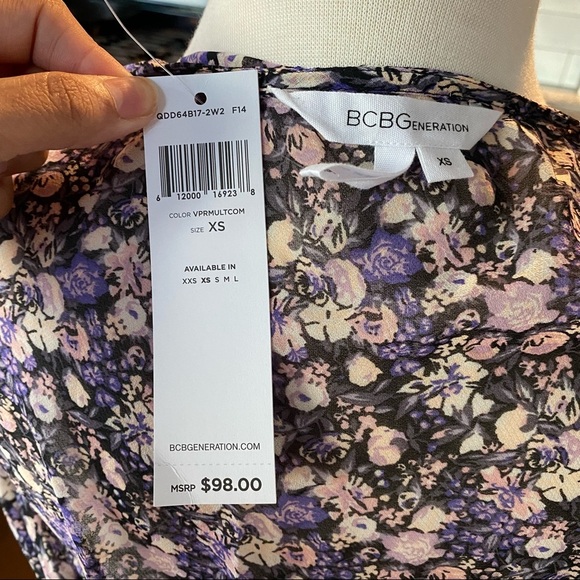 QDD64B17-2W2 F14
6 12000 16923 8
COLOR VPRMULTCOM
SIZE XS
AVAILABLE IN
XXS XS S M L
BCBGENERATION.COM
MSRP $98.00
BCBGENERATION
XS